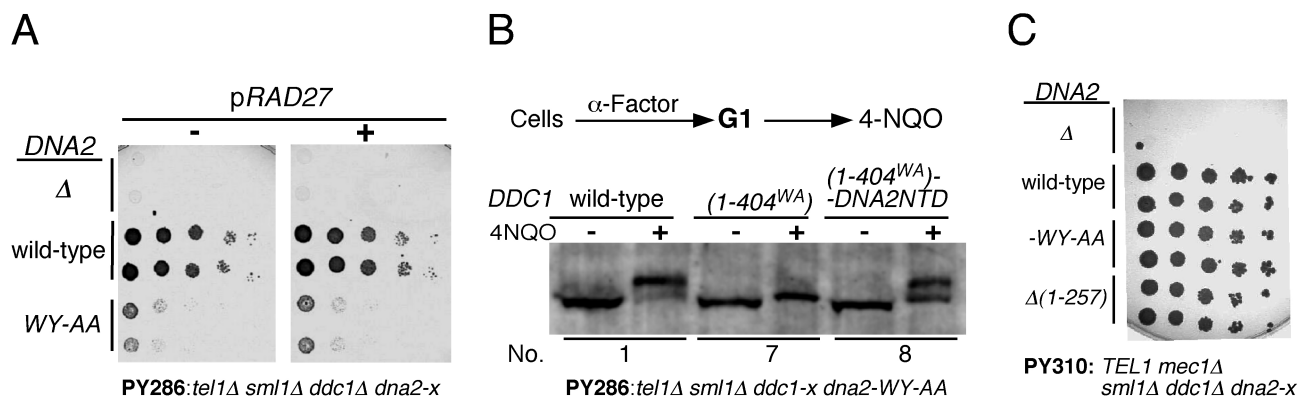 A
pRAD27
- +
DNA2
Δ
wild-type
WY-AA
PY286:tel1Δ sml1Δ ddc1Δ dna2-x
B
Cells α-Factor G1 4-NQO
DDC1 wild-type (1-404WA) (1-404WA)-
-DNA2NTD
4NQO - + - + - +
No. 1 7 8
PY286:tel1Δ sml1Δ ddc1-x dna2-WY-AA
C
DNA2
Δ
wild-type
-WY-AA
Δ(1-257)
PY310: TEL1 mec1Δ
sml1Δ ddc1Δ dna2-x